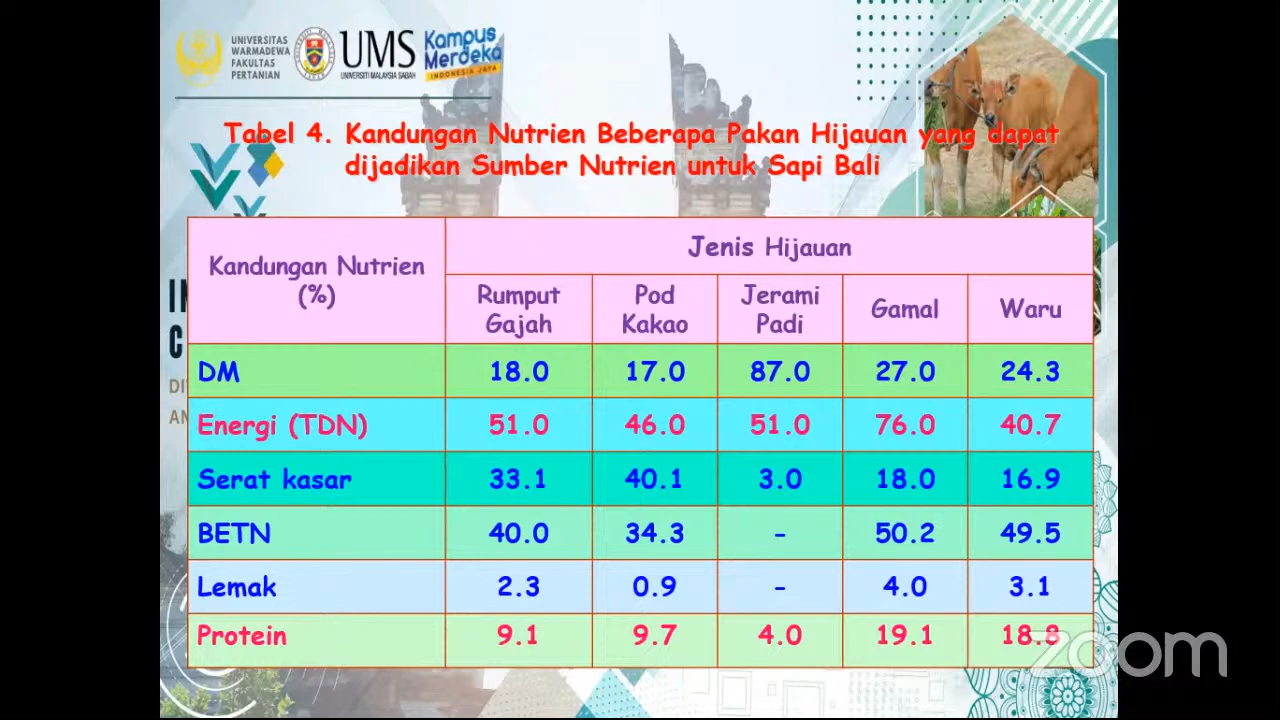 UNIVERSITAS
WARMADEWA
FAKULTAS
PERTANIAN
UMS
UNIVERSITI MALAYSIA SABAH
Kampus
Merdeka
INDONESIA JAYA
Tabel 4. Kandungan Nutrien Beberapa Pakan Hijauan yang dapat
dijadikan Sumber Nutrien untuk Sapi Bali
Kandungan Nutrien
(%)
Jenis Hijauan
Rumput Gajah Pod Kakao Jerami Padi Gamal Waru
DM 18.0 17.0 87.0 27.0 24.3
Energi (TDN) 51.0 46.0 51.0 76.0 40.7
Serat kasar 33.1 40.1 3.0 18.0 16.9
BETN 40.0 34.3 - 50.2 49.5
Lemak 2.3 0.9 - 4.0 3.1
Protein 9.1 9.7 4.0 19.1 18.8
zoom